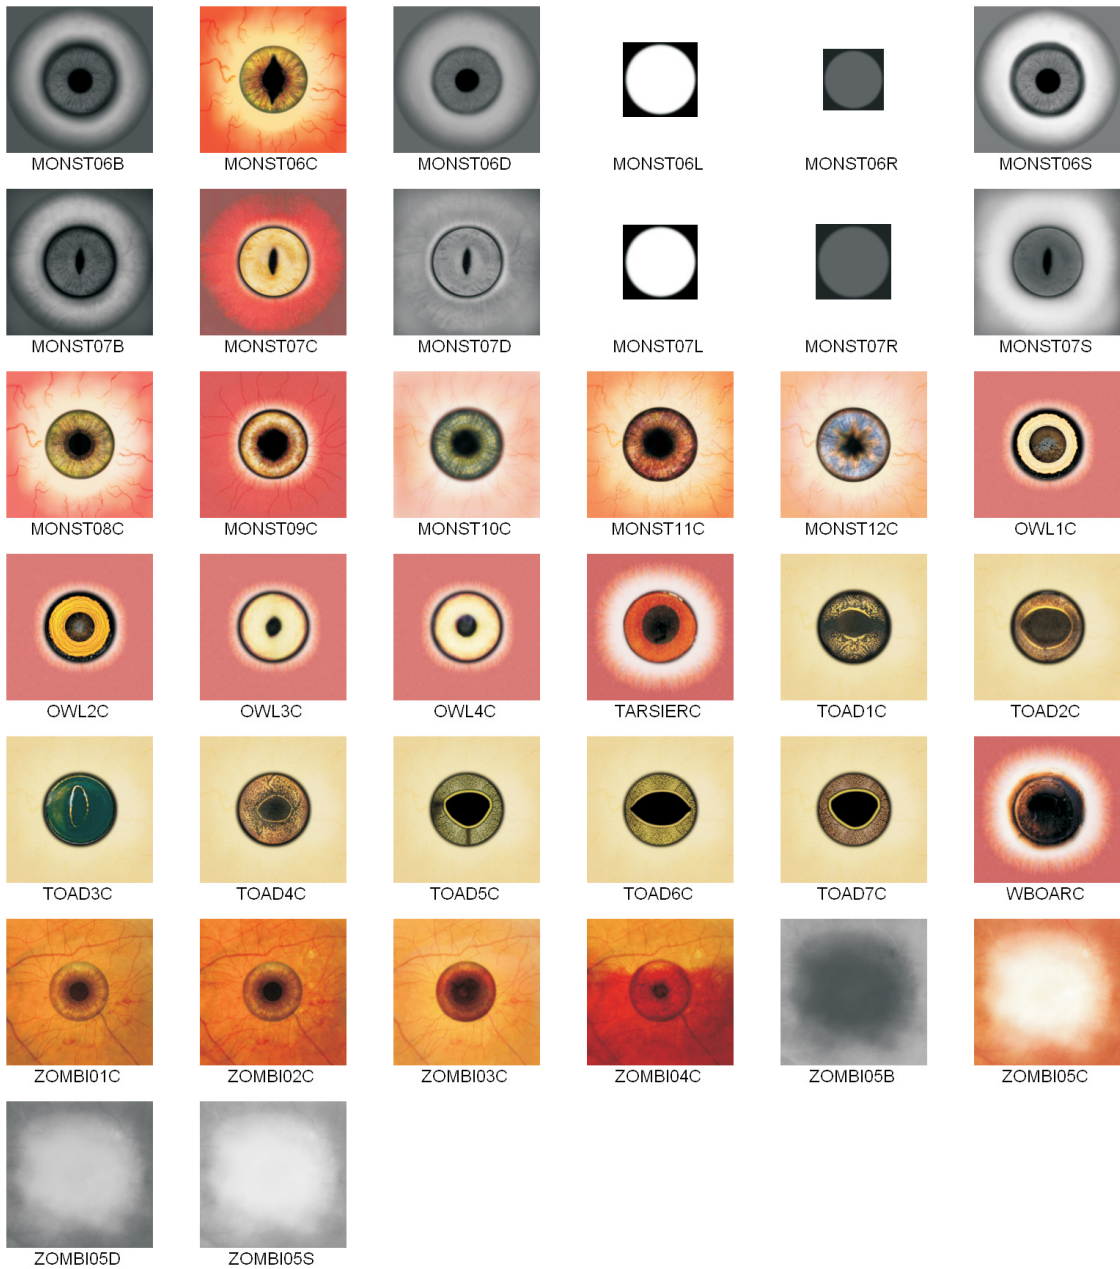 MONST06B MONST06C MONST06D MONST06L MONST06R MONST06S
MONST07B MONST07C MONST07D MONST07L MONST07R MONST07S
MONST08C MONST09C MONST10C MONST11C MONST12C OWL1C
OWL2C OWL3C OWL4C TARSIERC TOAD1C TOAD2C
TOAD3C TOAD4C TOAD5C TOAD6C TOAD7C WBOARC
ZOMBI01C ZOMBI02C ZOMBI03C ZOMBI04C ZOMBI05B ZOMBI05C
ZOMBI05D ZOMBI05S